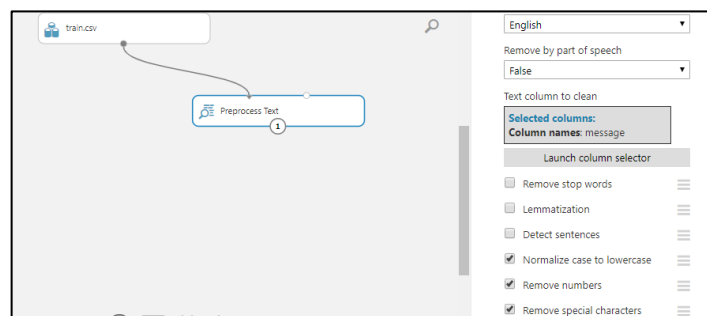 train.csv
Preprocess Text
1
English
Remove by part of speech
False
Text column to clean
Selected columns:
Column names: message
Launch column selector
Remove stop words
Lemmatization
Detect sentences
Normalize case to lowercase
Remove numbers
Remove special characters